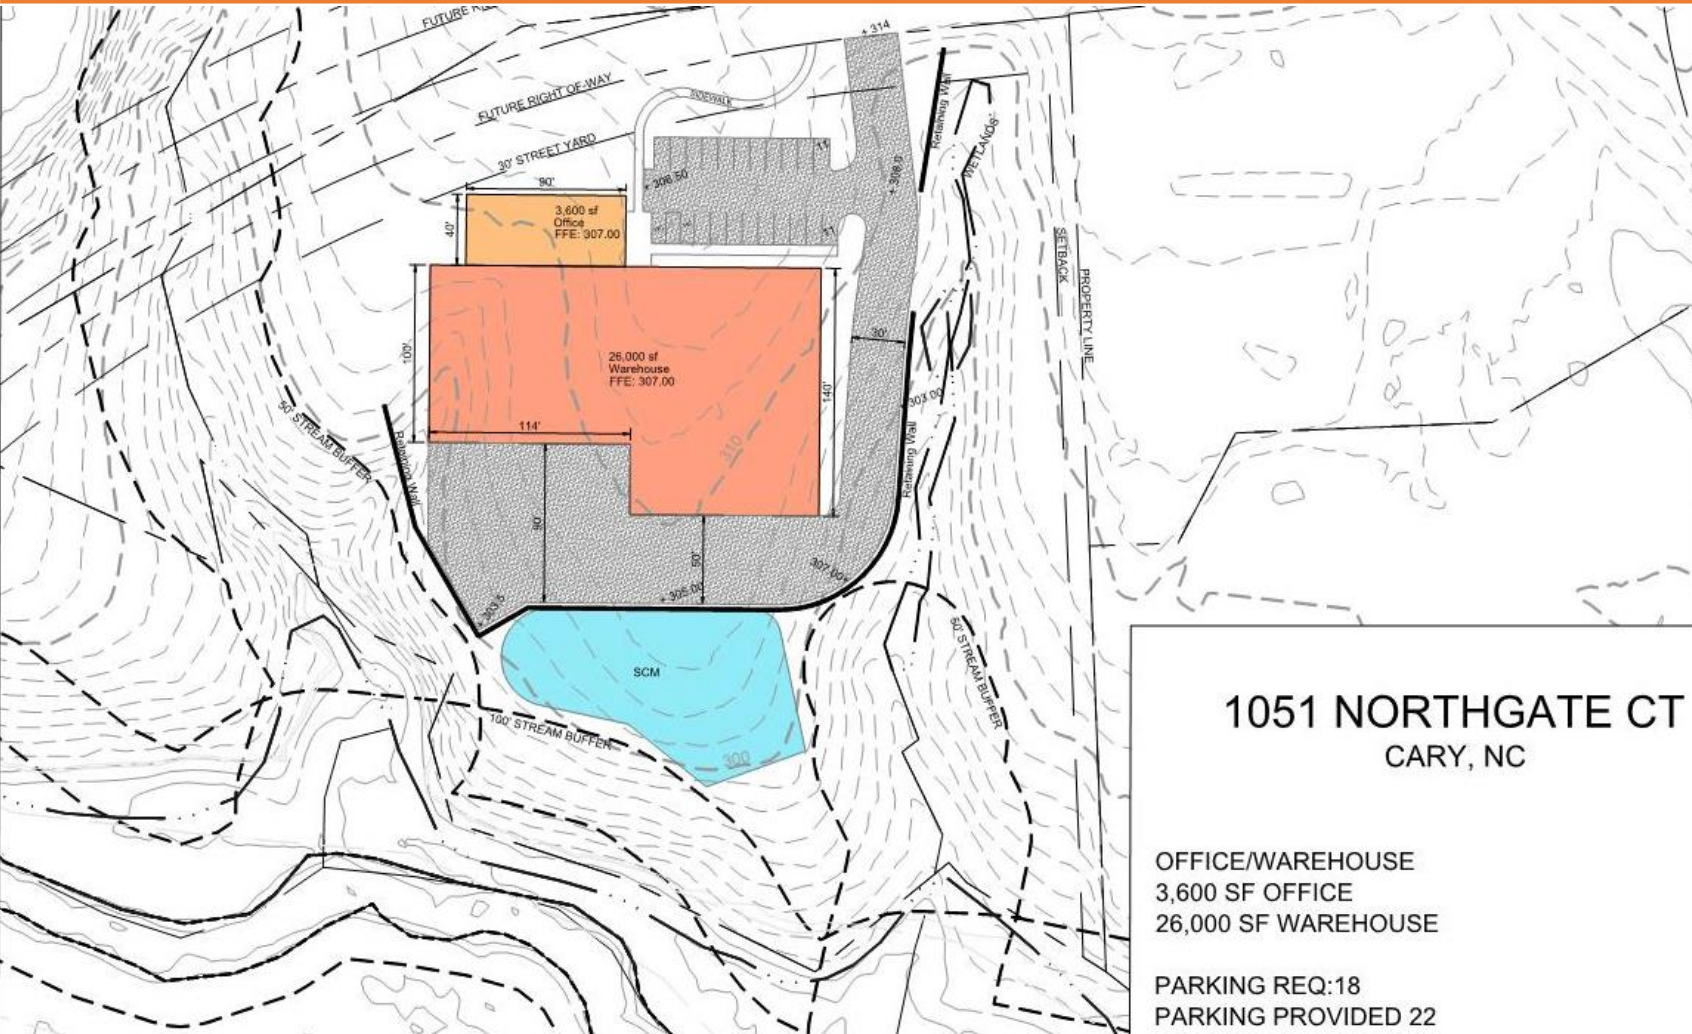 + 314
FUTURE RIGHT-OF-WAY
SIDEWALK
30' STREET YARD
11
+ 306.50
+ 309.0
Retaining Wall
WETLANDS
90'
40'
3,600 sf
Office
FFE: 307.00
11
SETBACK
PROPERTY LINE
100'
26,000 sf
Warehouse
FFE: 307.00
30'
140'
303.00
114'
310
50' STREAM BUFFER
Retaining Wall
Retaining Wall
90'
307.00+
+ 305.00
303.5
SCM
50' STREAM BUFFER
100' STREAM BUFFER
300
1051 NORTHGATE CT
CARY, NC
OFFICE/WAREHOUSE
3,600 SF OFFICE
26,000 SF WAREHOUSE
PARKING REQ:18
PARKING PROVIDED 22